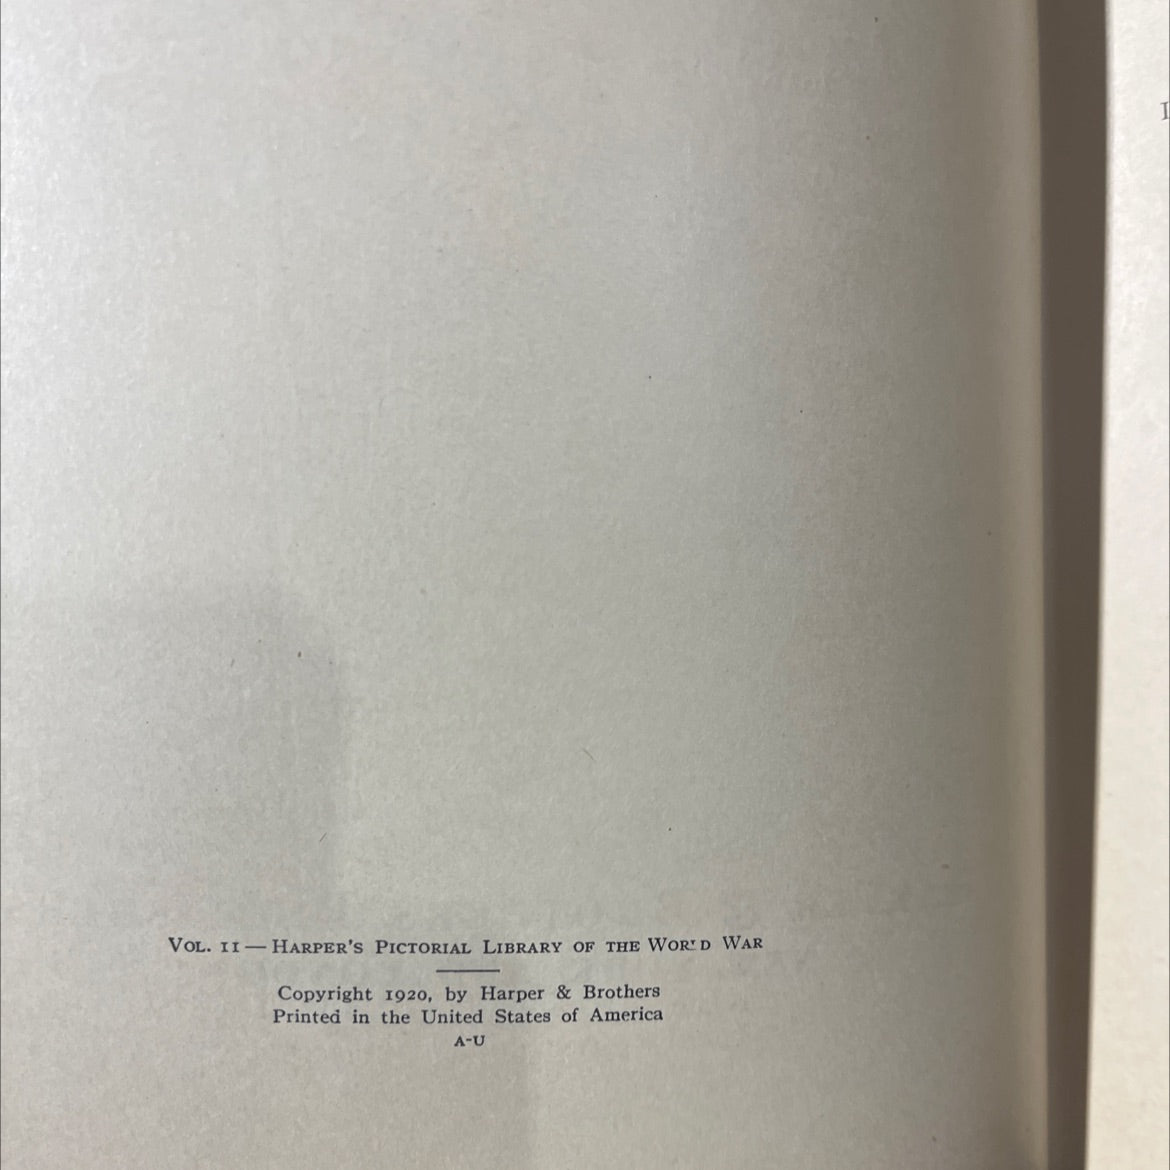 Vol. 11 — Harper's Pictorial Library of the World War
Copyright 1920, by Harper & Brothers
Printed in the United States of America
A-U